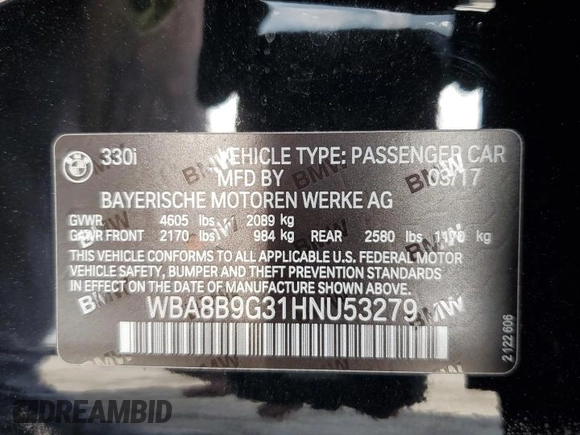 BMW 330i VEHICLE TYPE: PASSENGER CAR
MFD BY 03/17
BAYERISCHE MOTOREN WERKE AG
GVWR 4605 lbs 2089 kg
GAWR FRONT 2170 lbs 984 kg REAR 2580 lbs 1170 kg
THIS VEHICLE CONFORMS TO ALL APPLICABLE U.S. FEDERAL MOTOR
VEHICLE SAFETY, BUMPER AND THEFT PREVENTION STANDARDS
IN EFFECT ON THE DATE OF MANUFACTURE SHOWN ABOVE.
WBA8B9G31HNU53279
2 122 606
DREAMBID